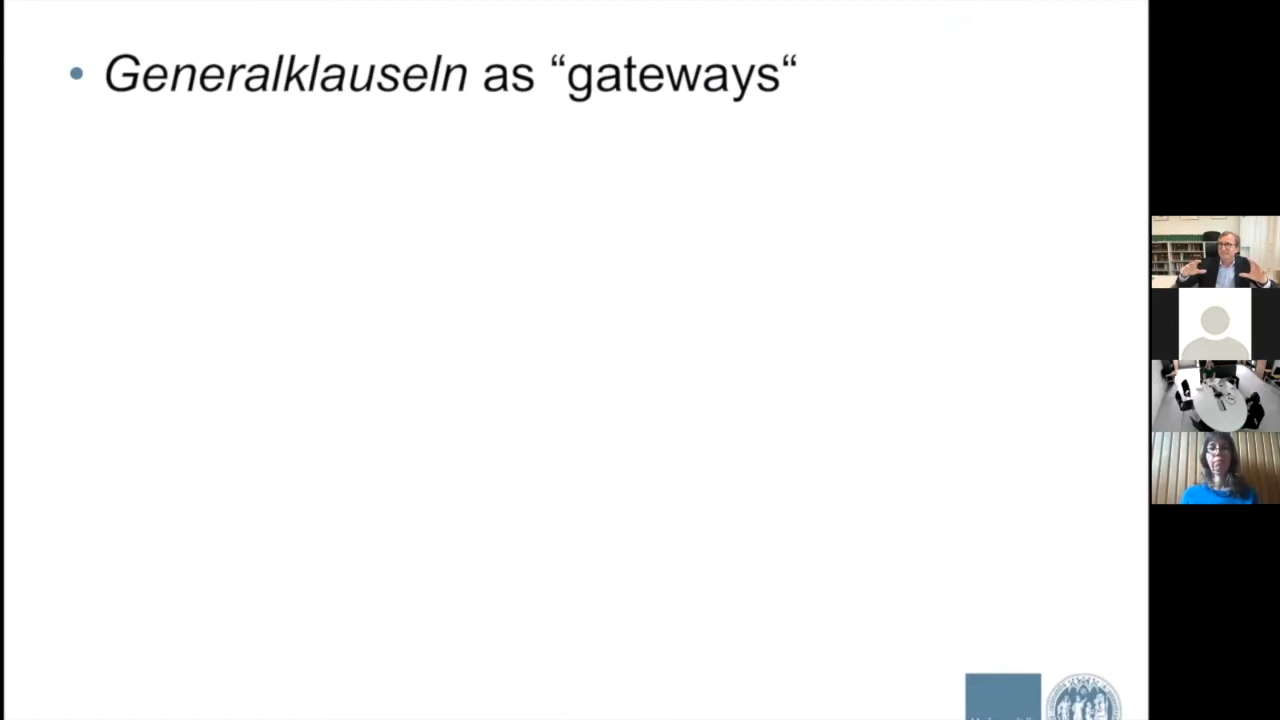 • Generalklauseln as “gateways“